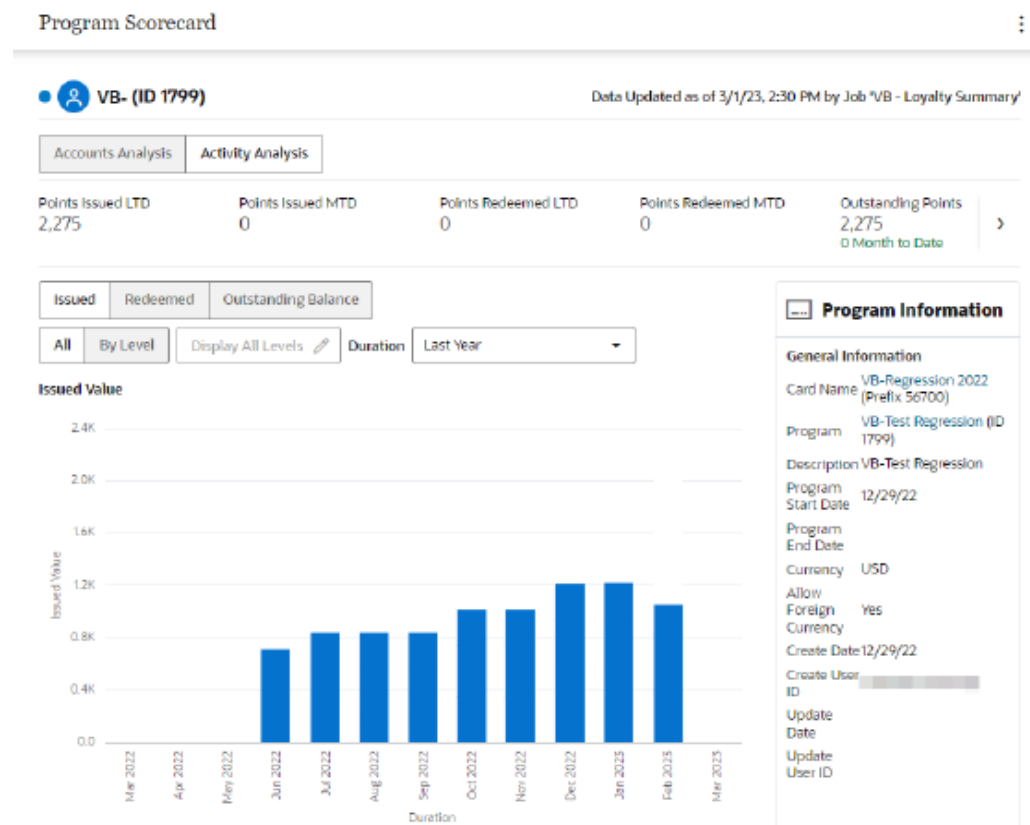 Program Scorecard
VB- (ID 1799)
Data Updated as of 3/1/23, 2:30 PM by Job 'VB - Loyalty Summary'
Accounts Analysis
Activity Analysis
Points Issued LTD
2,275
Points Issued MTD
0
Points Redeemed LTD
0
Points Redeemed MTD
0
Outstanding Points
2,275
0 Month to Date
Issued
Redeemed
Outstanding Balance
All
By Level
Display All Levels
Duration
Last Year
Issued Value
2.4K
2.0K
1.6K
1.2K
0.8K
0.4K
0.0
Issued Value
Mar 2022
Apr 2022
May 2022
Jun 2022
Jul 2022
Aug 2022
Sep 2022
Oct 2022
Nov 2022
Dec 2022
Jan 2023
Feb 2023
Mar 2023
Duration
Program Information
General Information
Card Name
VB-Regression 2022
(Prefix 56700)
Program
VB-Test Regression (ID
1799)
Description VB-Test Regression
Program
Start Date
12/29/22
Program
End Date
Currency USD
Allow
Foreign
Currency
Yes
Create Date 12/29/22
Create User
ID
Update
Date
Update
User ID